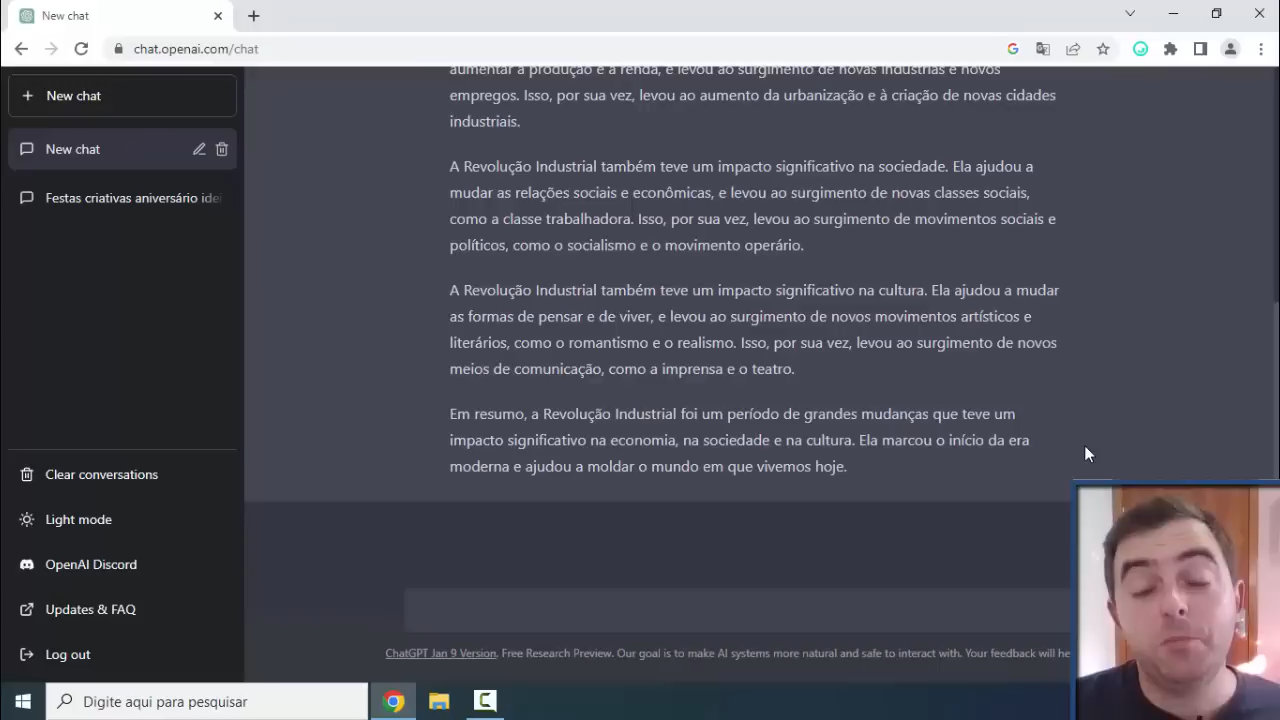 New chat
chat.openai.com/chat
New chat
New chat
Festas criativas aniversário
Clear conversations
Light mode
OpenAI Discord
Updates & FAQ
Log out
aumentar a produção e a renda, e levou ao surgimento de novas indústrias e novos
empregos. Isso, por sua vez, levou ao aumento da urbanização e à criação de novas cidades
industriais.
A Revolução Industrial também teve um impacto significativo na sociedade. Ela ajudou a
mudar as relações sociais e econômicas, e levou ao surgimento de novas classes sociais,
como a classe trabalhadora. Isso, por sua vez, levou ao surgimento de movimentos sociais e
políticos, como o socialismo e o movimento operário.
A Revolução Industrial também teve um impacto significativo na cultura. Ela ajudou a mudar
as formas de pensar e de viver, e levou ao surgimento de novos movimentos artísticos e
literários, como o romantismo e o realismo. Isso, por sua vez, levou ao surgimento de novos
meios de comunicação, como a imprensa e o teatro.
Em resumo, a Revolução Industrial foi um período de grandes mudanças que teve um
impacto significativo na economia, na sociedade e na cultura. Ela marcou o início da era
moderna e ajudou a moldar o mundo em que vivemos hoje.
ChatGPT Jan 9 Version. Free Research Preview. Our goal is to make AI systems more natural and safe to interact with. Your feedback will
Digite aqui para pesquisar